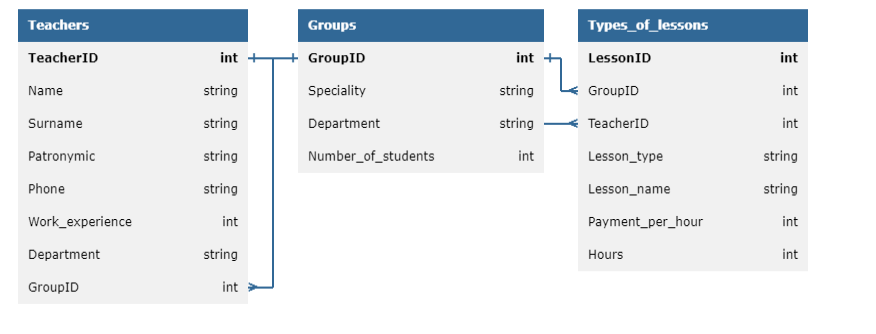 Teachers
TeacherID int
Name string
Surname string
Patronymic string
Phone string
Work_experience int
Department string
GroupID int
Groups
GroupID int
Speciality string
Department string
Number_of_students int
Types_of_lessons
LessonID int
GroupID int
TeacherID int
Lesson_type string
Lesson_name string
Payment_per_hour int
Hours int